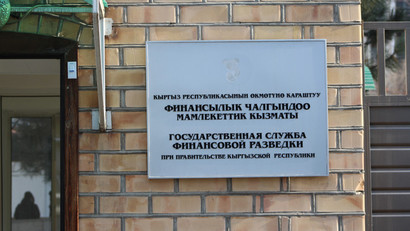 КЫРГЫЗ РЕСПУБЛИКАСЫНЫН ӨКМӨТҮНӨ КАРАШТУУ
ФИНАНСЫЛЫК ЧАЛГЫНДОО
МАМЛЕКЕТТИК КЫЗМАТЫ
ГОСУДАРСТВЕННАЯ СЛУЖБА
ФИНАНСОВОЙ РАЗВЕДКИ
ПРИ ПРАВИТЕЛЬСТВЕ КЫРГЫЗСКОЙ РЕСПУБЛИКИ